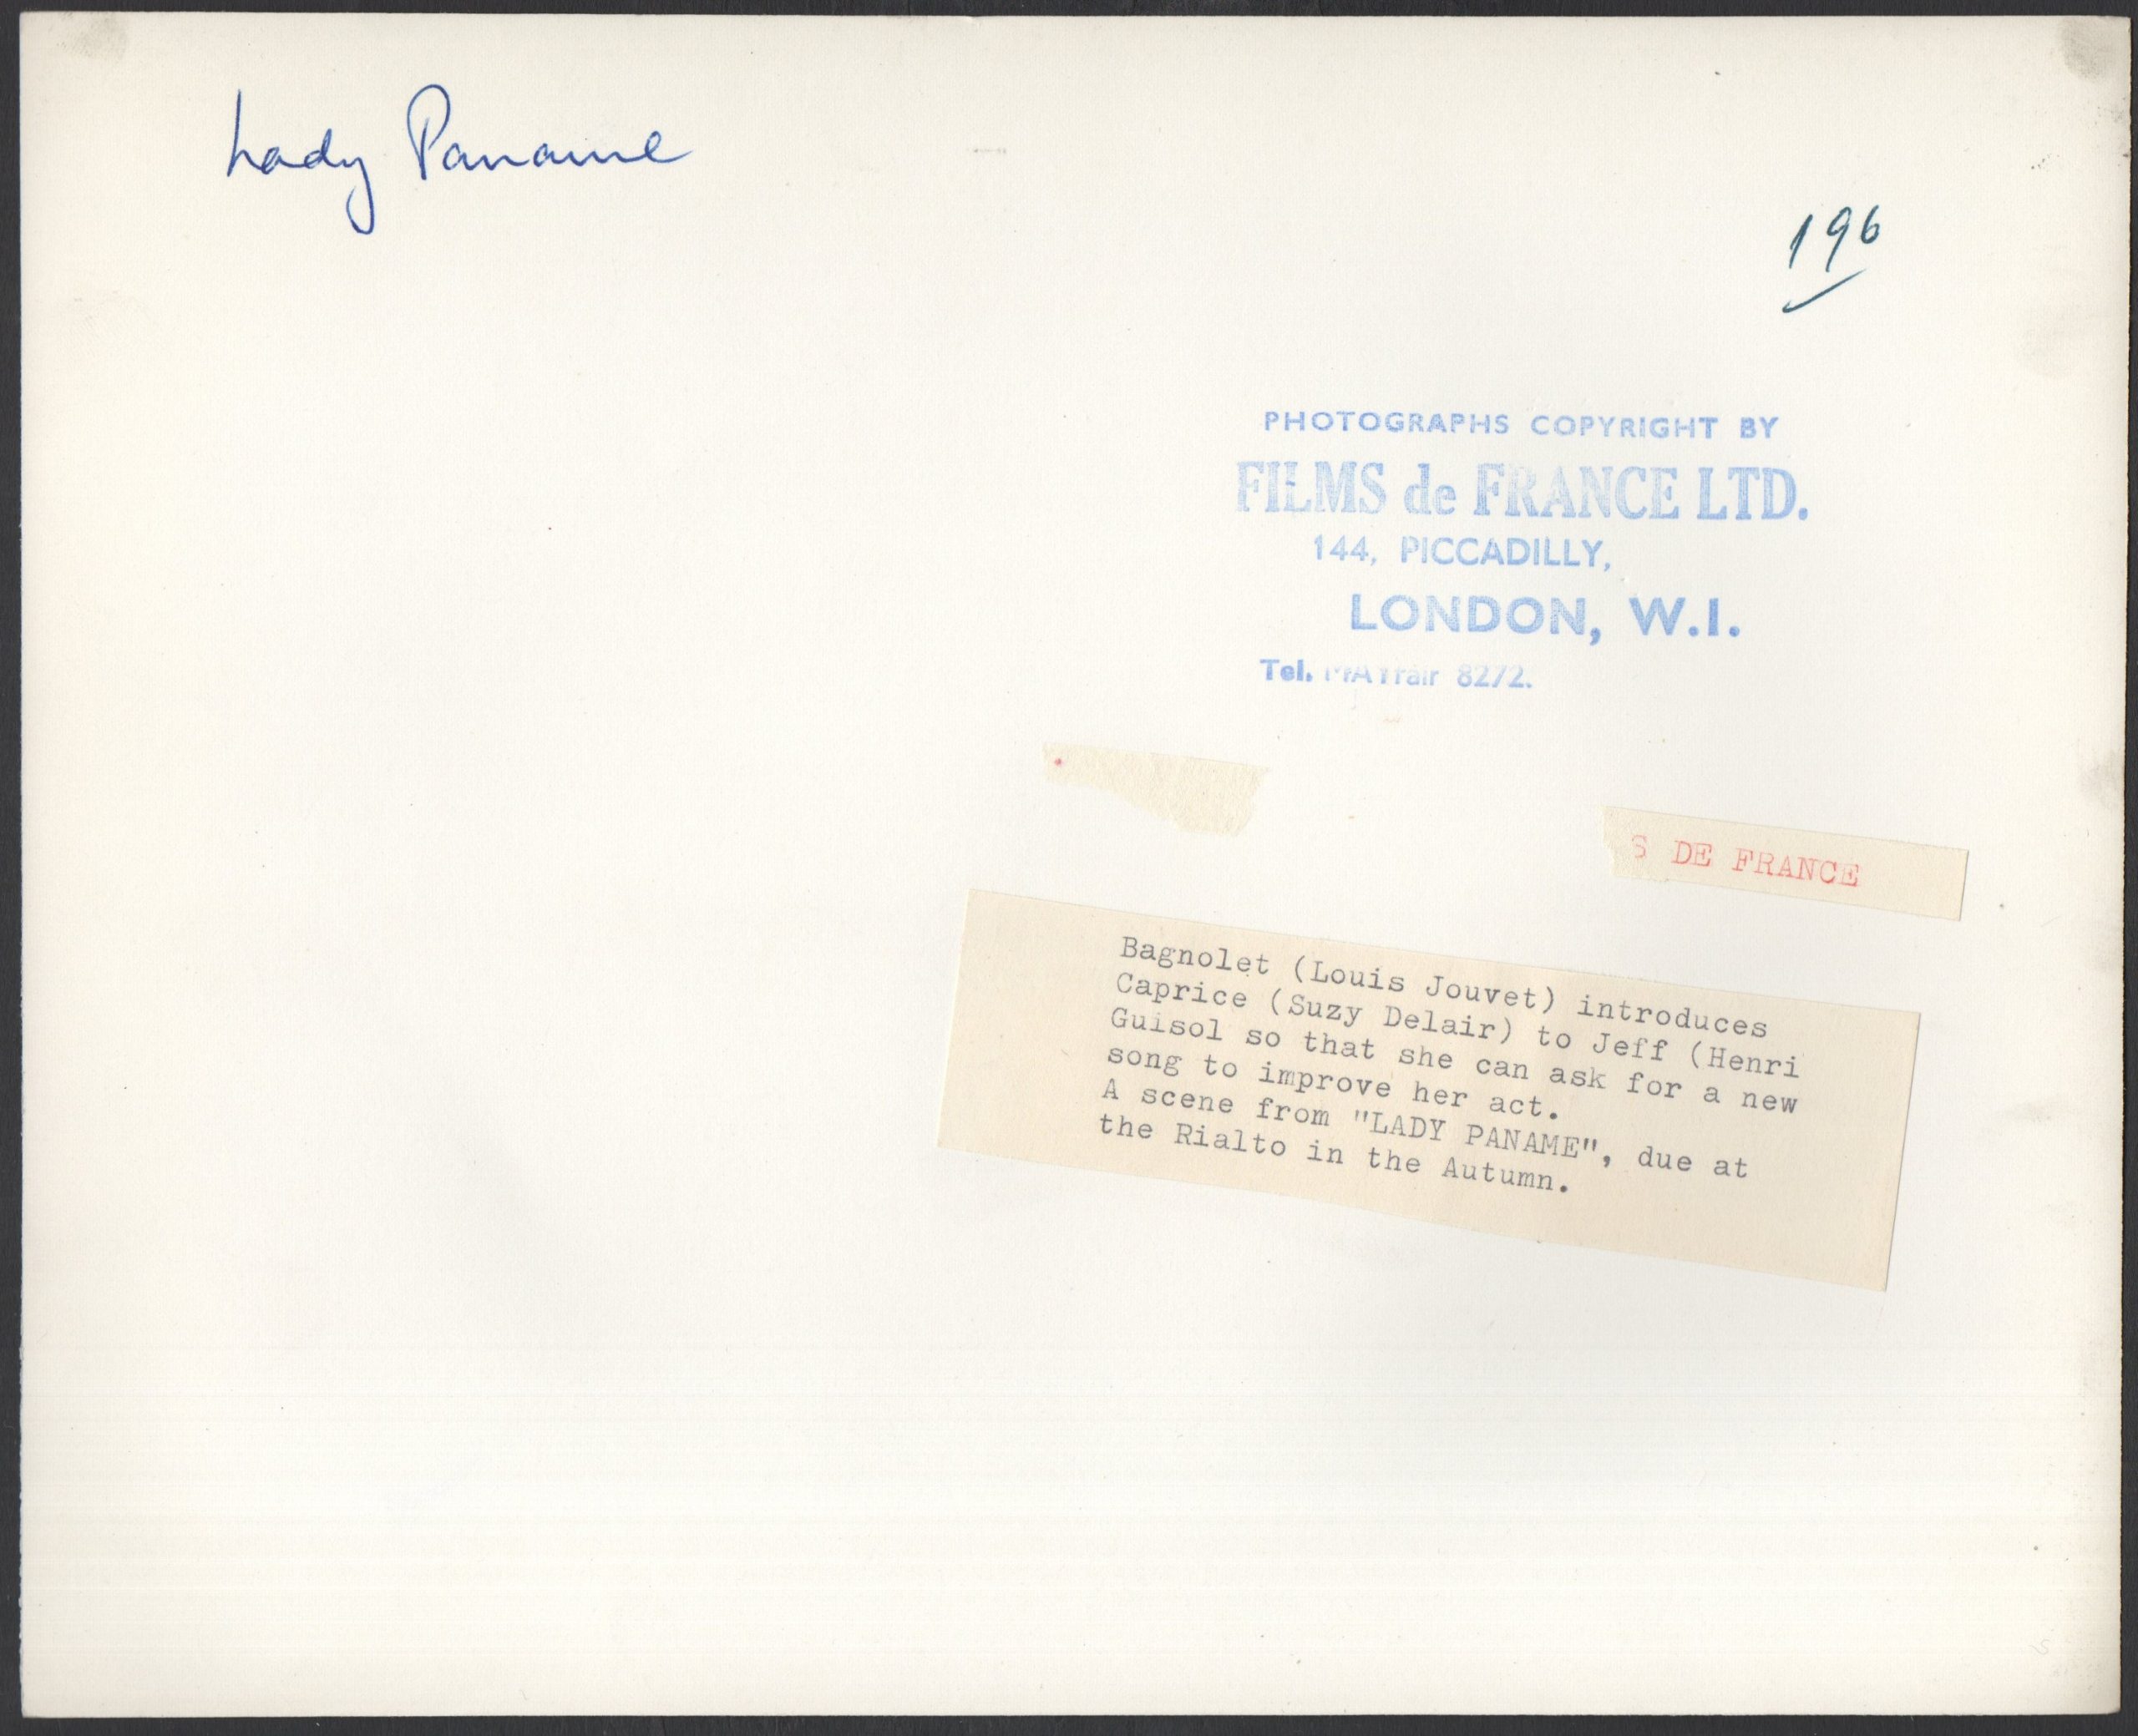 Lady Paname
196
PHOTOGRAPHS COPYRIGHT BY
FILMS de FRANCE LTD.
144, PICCADILLY,
LONDON, W.I.
Tel. MAYfair 8272.
S DE FRANCE
Bagnolet (Louis Jouvet) introduces
Caprice (Suzy Delair) to Jeff (Henri
Guisol so that she can ask for a new
song to improve her act.
A scene from "LADY PANAME", due at
the Rialto in the Autumn.